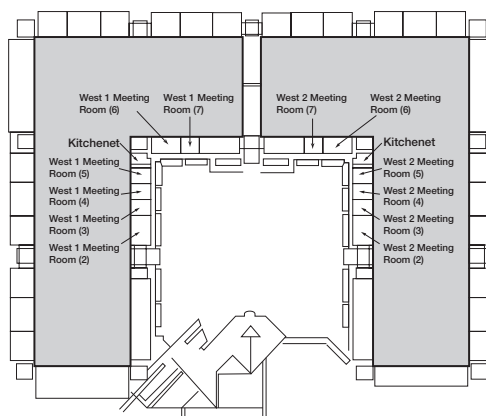 West 1 Meeting
Room (6)
West 1 Meeting
Room (7)
West 2 Meeting
Room (7)
West 2 Meeting
Room (6)
Kitchenet
West 1 Meeting
Room (5)
West 1 Meeting
Room (4)
West 1 Meeting
Room (3)
West 1 Meeting
Room (2)
Kitchenet
West 2 Meeting
Room (5)
West 2 Meeting
Room (4)
West 2 Meeting
Room (3)
West 2 Meeting
Room (2)